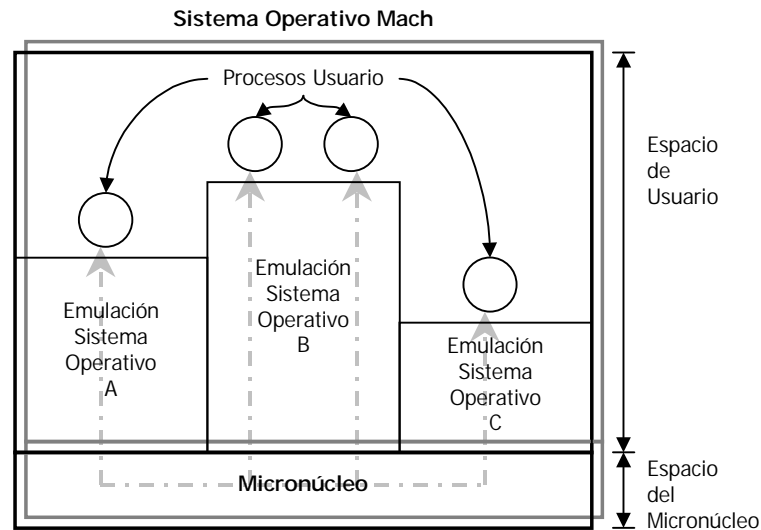 Sistema Operativo Mach
Procesos Usuario
Espacio
de
Usuario
Emulación
Sistema
Operativo
A
Emulación
Sistema
Operativo
B
Emulación
Sistema
Operativo
C
Micronúcleo
Espacio
del
Micronúcleo